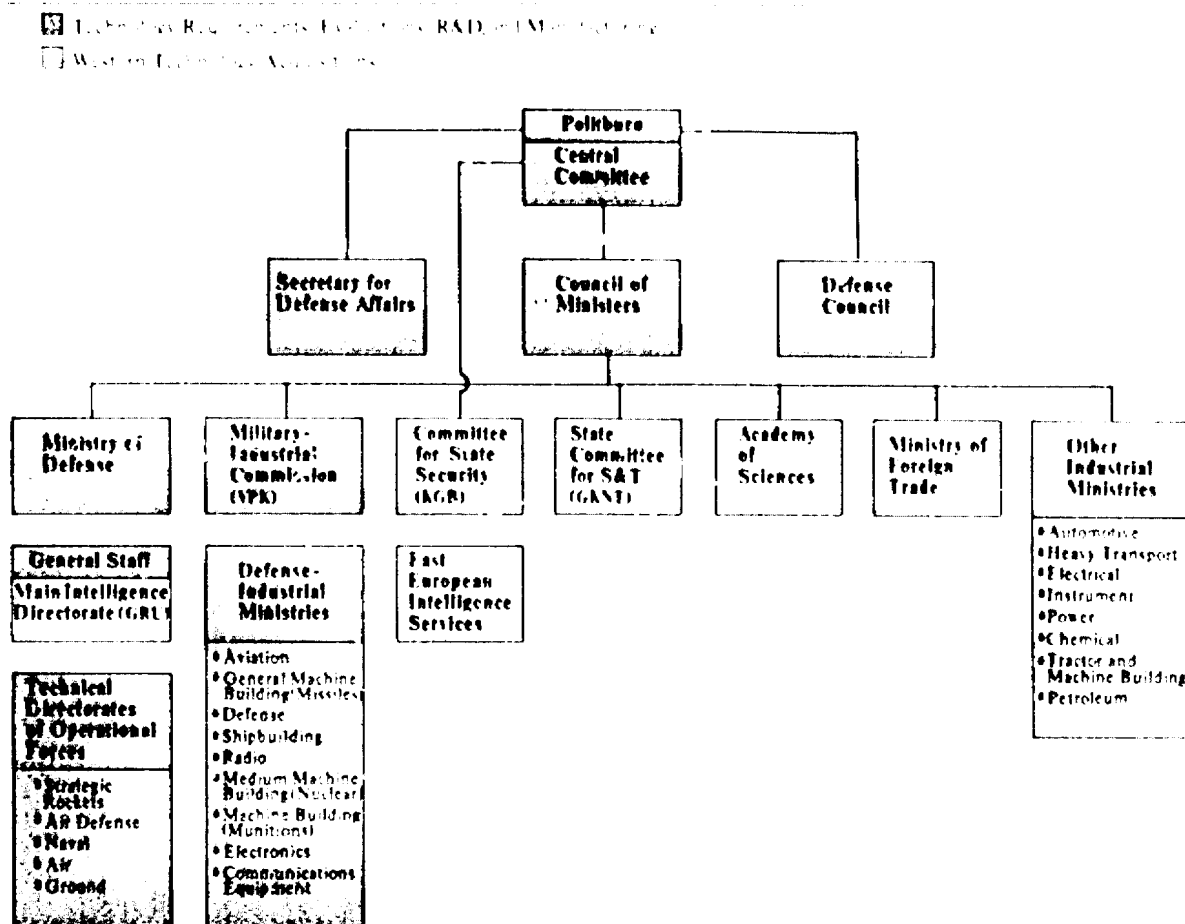 Politburo
Central
Committee
Secretary for
Defense Affairs
Council of
Ministers
Defense
Council
Ministry of
Defense
Military-
Industrial
Commission
(VPK)
Committee
for State
Security
(KGB)
State
Committee
for S&T
(GKNT)
Academy
of
Sciences
Ministry of
Foreign
Trade
Other
Industrial
Ministries
• Automotive
• Heavy Transport
• Electrical
• Instrument
• Power
• Chemical
• Tractor and
Machine Building
• Petroleum
General Staff
Main Intelligence
Directorate (GRU)
Defense-
Industrial
Ministries
• Aviation
• General Machine
Building (Missiles)
• Defense
• Shipbuilding
• Radio
• Medium Machine
Building (Nuclear)
• Machine Building
(Munitions)
• Electronics
• Communications
Equipment
East
European
Intelligence
Services
Technical
Directorates
of Operational
Forces
• Strategic
Rockets
• Air Defense
• Naval
• Air
• Ground